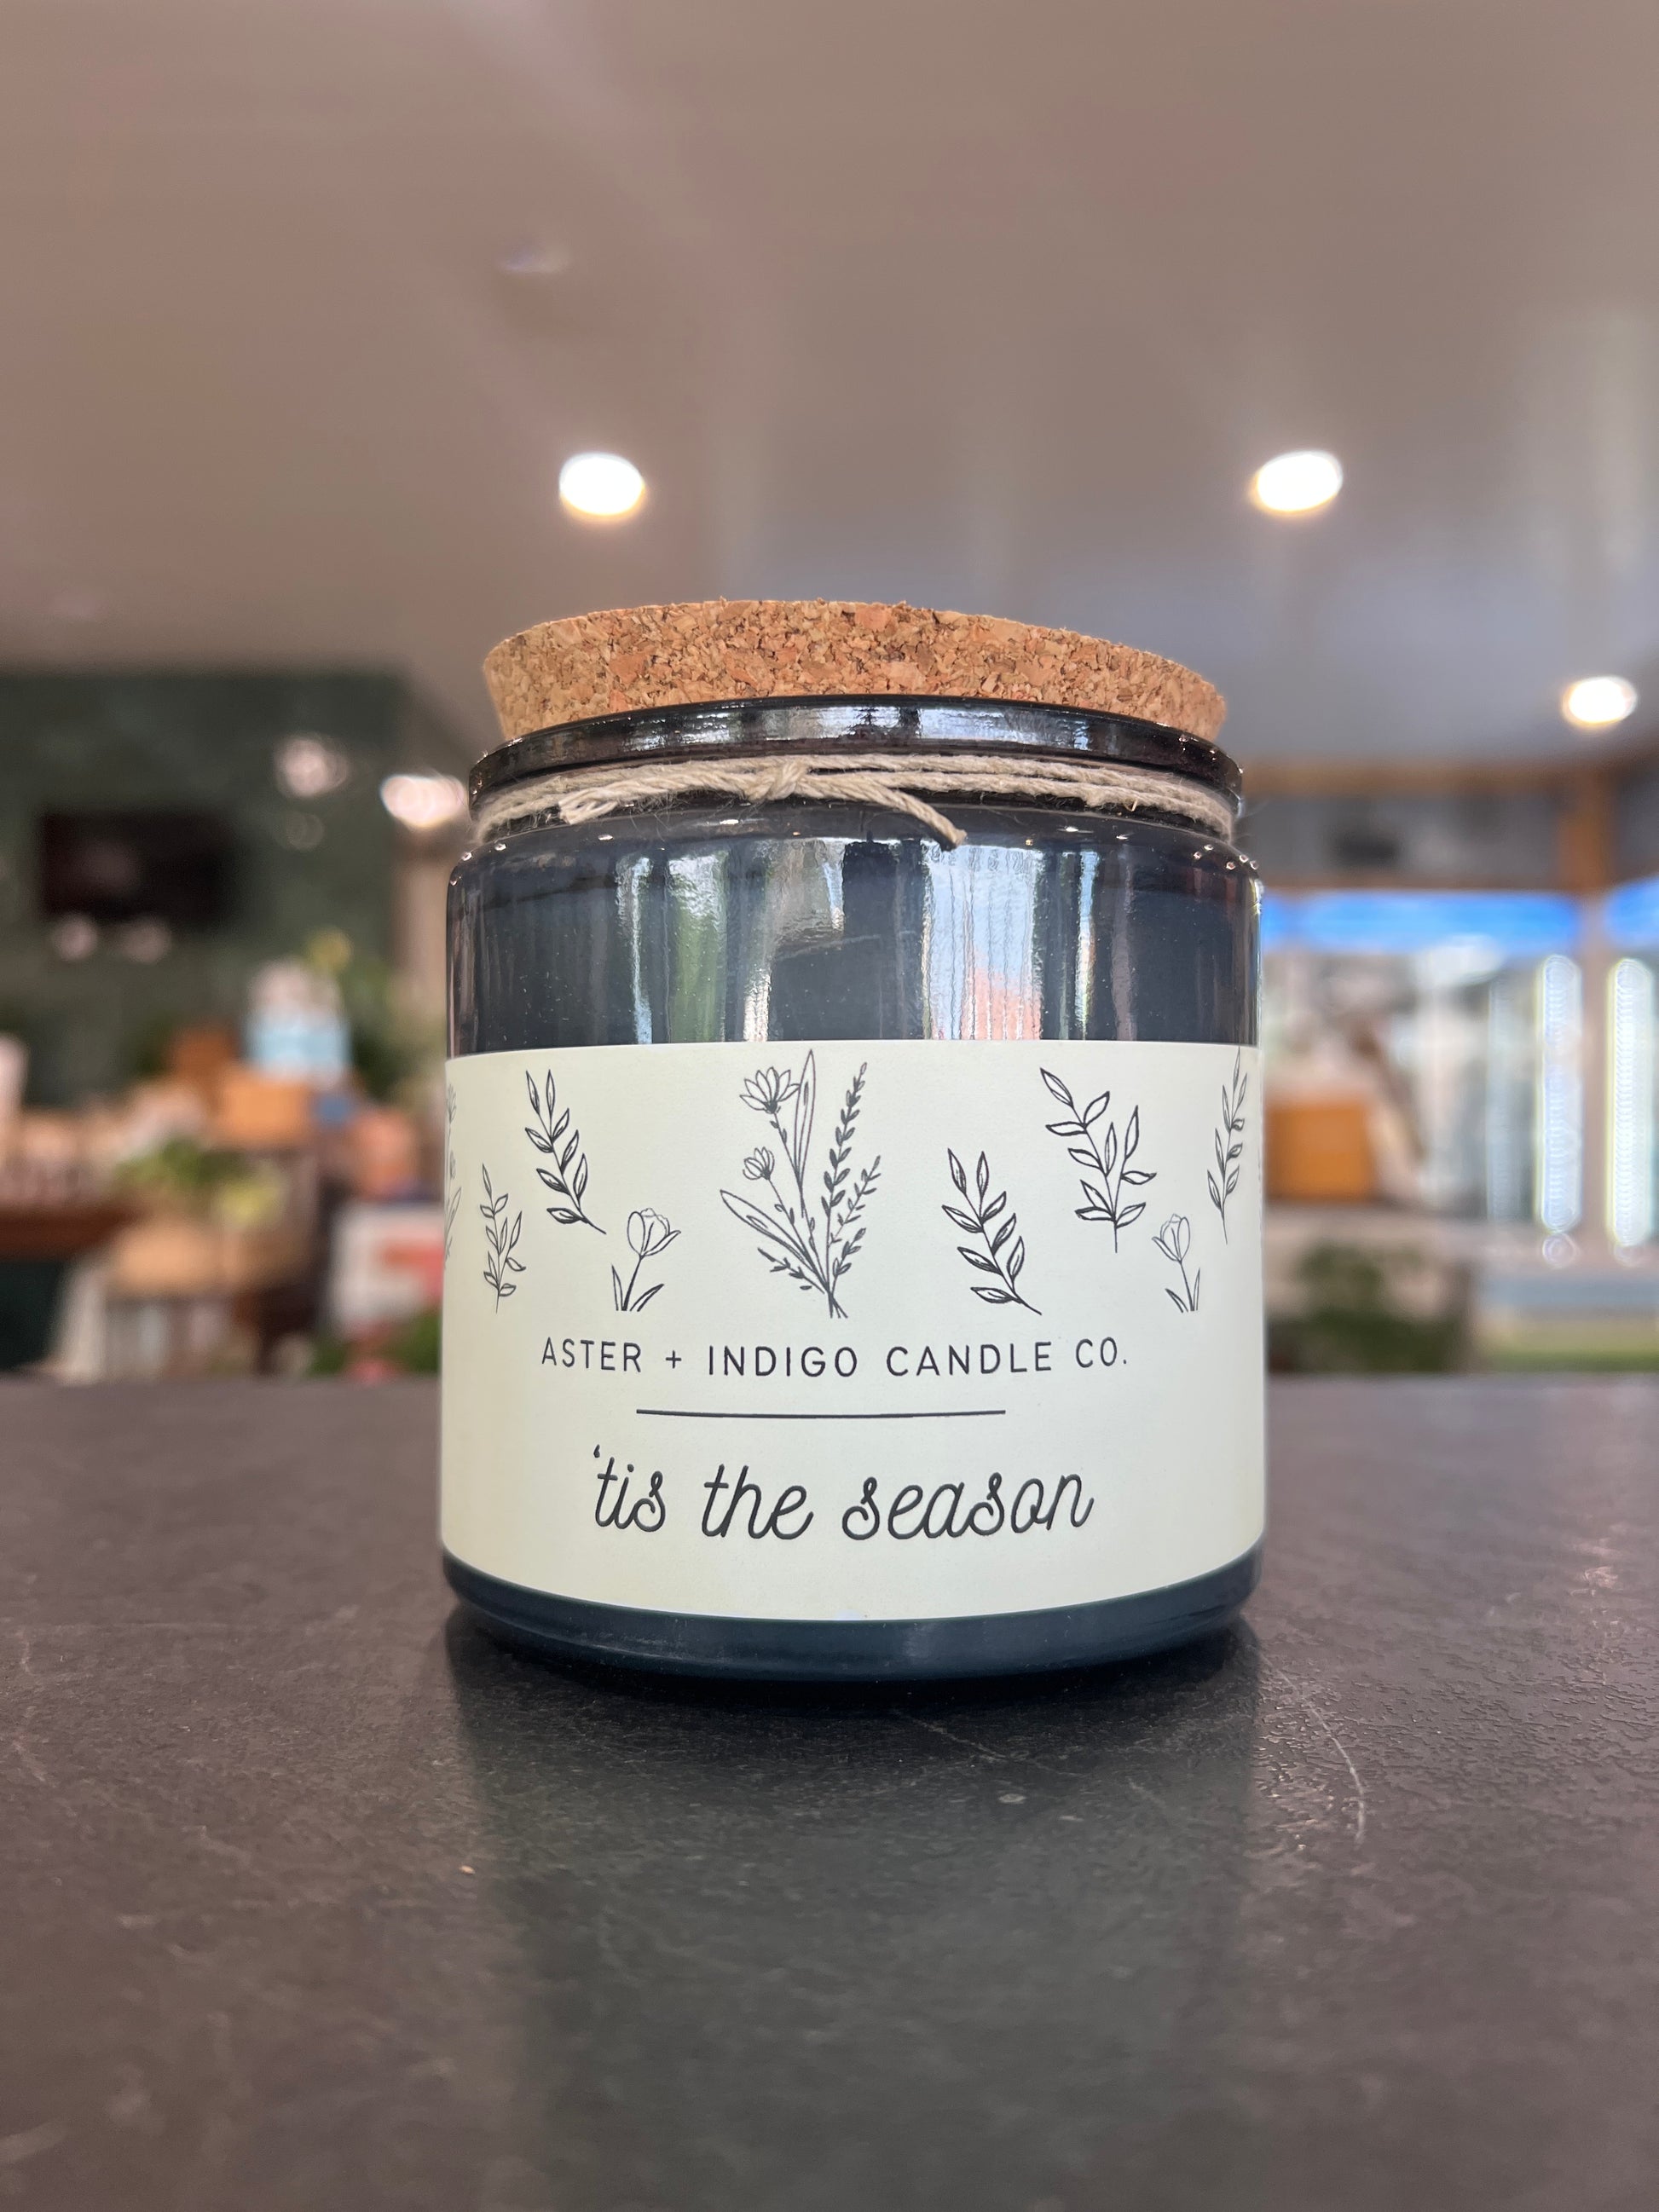 ASTER + INDIGO CANDLE CO.
'tis the season